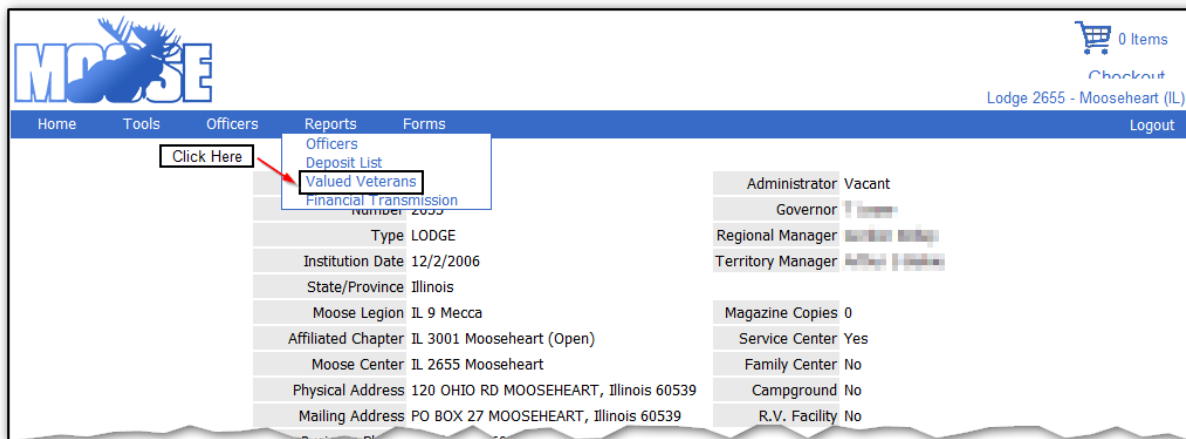 MOOSE
0 Items
Checkout
Lodge 2655 - Mooseheart (IL)
Home Tools Officers Reports Forms Logout
Officers
Click Here
Deposit List
Valued Veterans
Administrator Vacant
Financial Transmission
Number 2655
Governor
Type LODGE
Regional Manager
Institution Date 12/2/2006
Territory Manager
State/Province Illinois
Moose Legion IL 9 Mecca
Magazine Copies 0
Affiliated Chapter IL 3001 Mooseheart (Open)
Service Center Yes
Moose Center IL 2655 Mooseheart
Family Center No
Physical Address 120 OHIO RD MOOSEHEART, Illinois 60539
Campground No
Mailing Address PO BOX 27 MOOSEHEART, Illinois 60539
R.V. Facility No